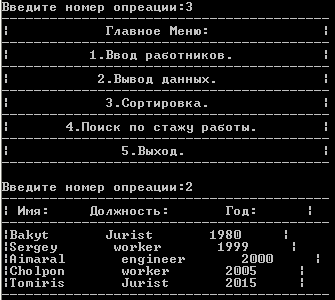 Введите номер опреации:3
Главное Меню:
1.Ввод работников.
2.Вывод данных.
3.Сортировка.
4.Поиск по стажу работы.
5.Выход.
Введите номер опреации:2
| Имя: Должность: Год: |
|Bakyt Jurist 1980 |
|Sergey worker 1999 |
|Aimaral engineer 2000 |
|Cholpon worker 2005 |
|Tomiris Jurist 2015 |